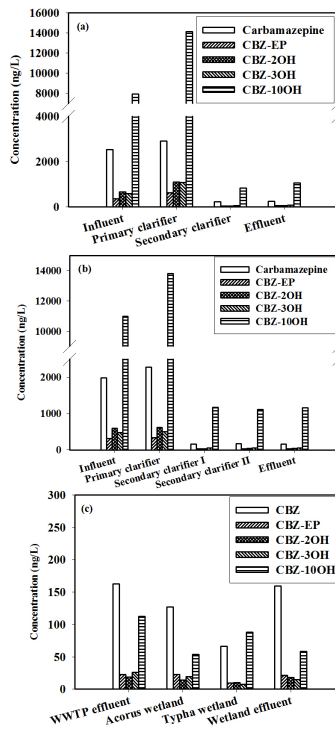 (a)
Carbamazepine
CBZ-EP
CBZ-2OH
CBZ-3OH
CBZ-10OH
Concentration (ng/L)
16000
14000
12000
10000
8000
4000
2000
0
Influent
Primary clarifier
Secondary clarifier
Effluent
(b)
Carbamazepine
CBZ-EP
CBZ-2OH
CBZ-3OH
CBZ-10OH
Concentration (ng/L)
14000
12000
10000
2000
1000
0
Influent
Primary clarifier
Secondary clarifier I
Secondary clarifier II
Effluent
(c)
CBZ
CBZ-EP
CBZ-2OH
CBZ-3OH
CBZ-10OH
Concentration (ng/L)
300
250
200
150
100
50
0
WWTP effluent
Acorus wetland
Typha wetland
Wetland effluent